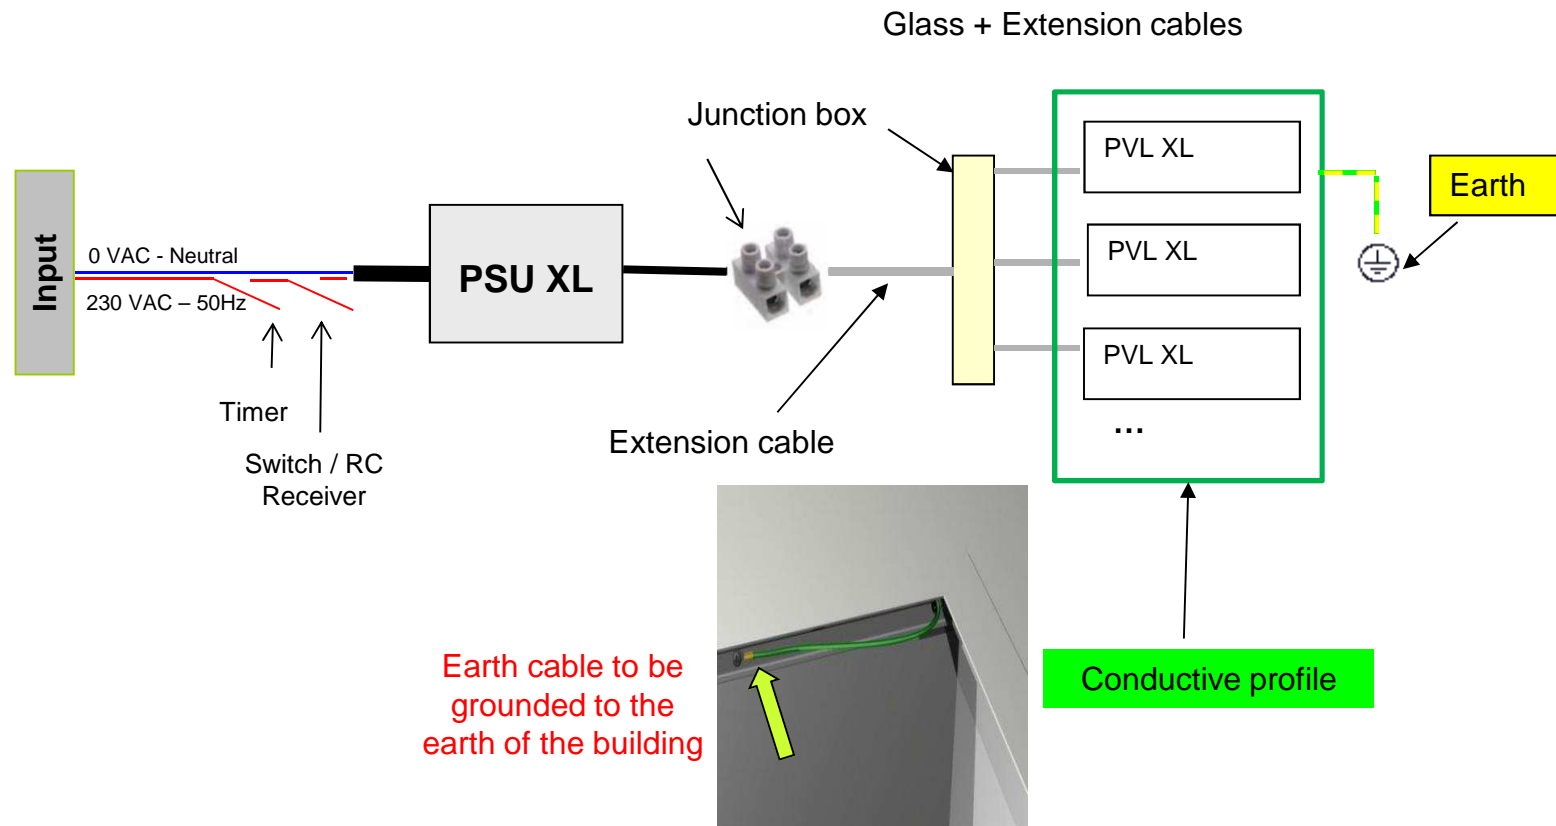 Glass + Extension cables
Junction box
PVL XL
Earth
Input
0 VAC - Neutral
230 VAC – 50Hz
PSU XL
PVL XL
PVL XL
...
Timer
Switch / RC
Receiver
Extension cable
Earth cable to be
grounded to the
earth of the building
Conductive profile